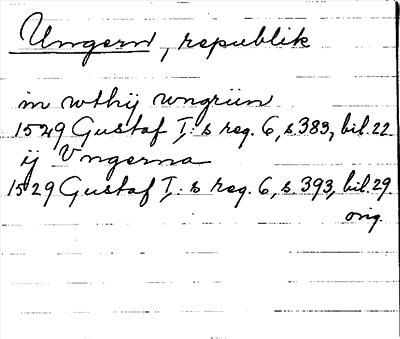 Ungern, republik
in wthij wngrün
1529 Gustaf I:s reg. 6, s. 383, bil. 22
ij Vngerna
1529 Gustaf I:s reg. 6, s. 393, bil. 29
orig.